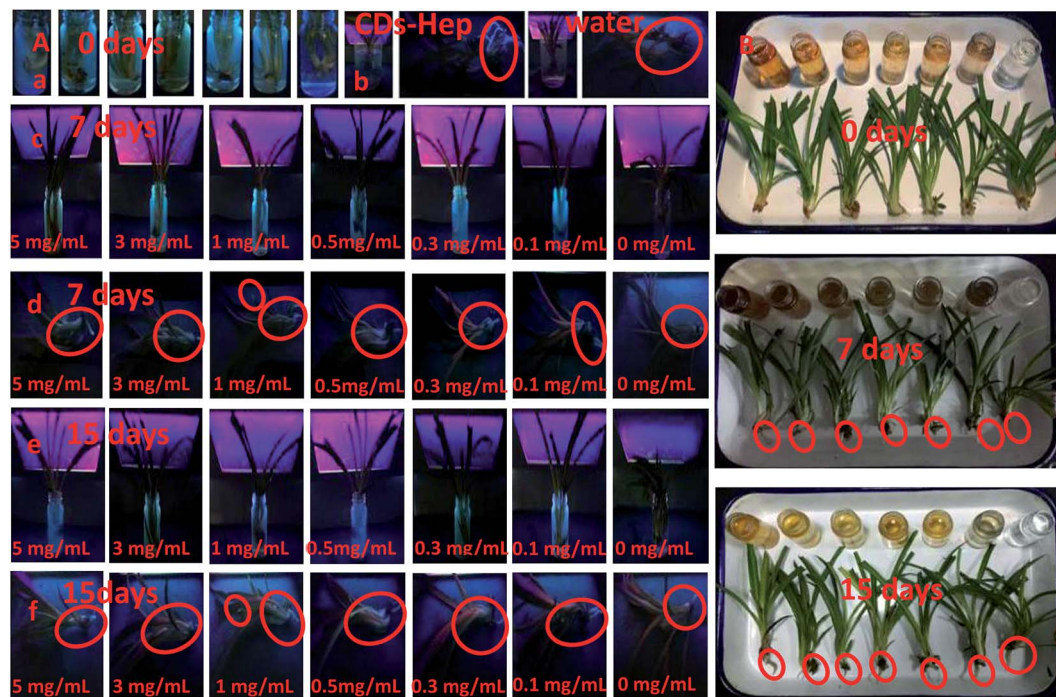 A 0 days CDs-Hep water
a b
c 7 days
5 mg/mL 3 mg/mL 1 mg/mL 0.5mg/mL 0.3 mg/mL 0.1 mg/mL 0 mg/mL
d 7 days
5 mg/mL 3 mg/mL 1 mg/mL 0.5mg/mL 0.3 mg/mL 0.1 mg/mL 0 mg/mL
e 15 days
5 mg/mL 3 mg/mL 1 mg/mL 0.5mg/mL 0.3 mg/mL 0.1 mg/mL 0 mg/mL
f 15days
5 mg/mL 3 mg/mL 1 mg/mL 0.5mg/mL 0.3 mg/mL 0.1 mg/mL 0 mg/mL
B
0 days
7 days
15 days